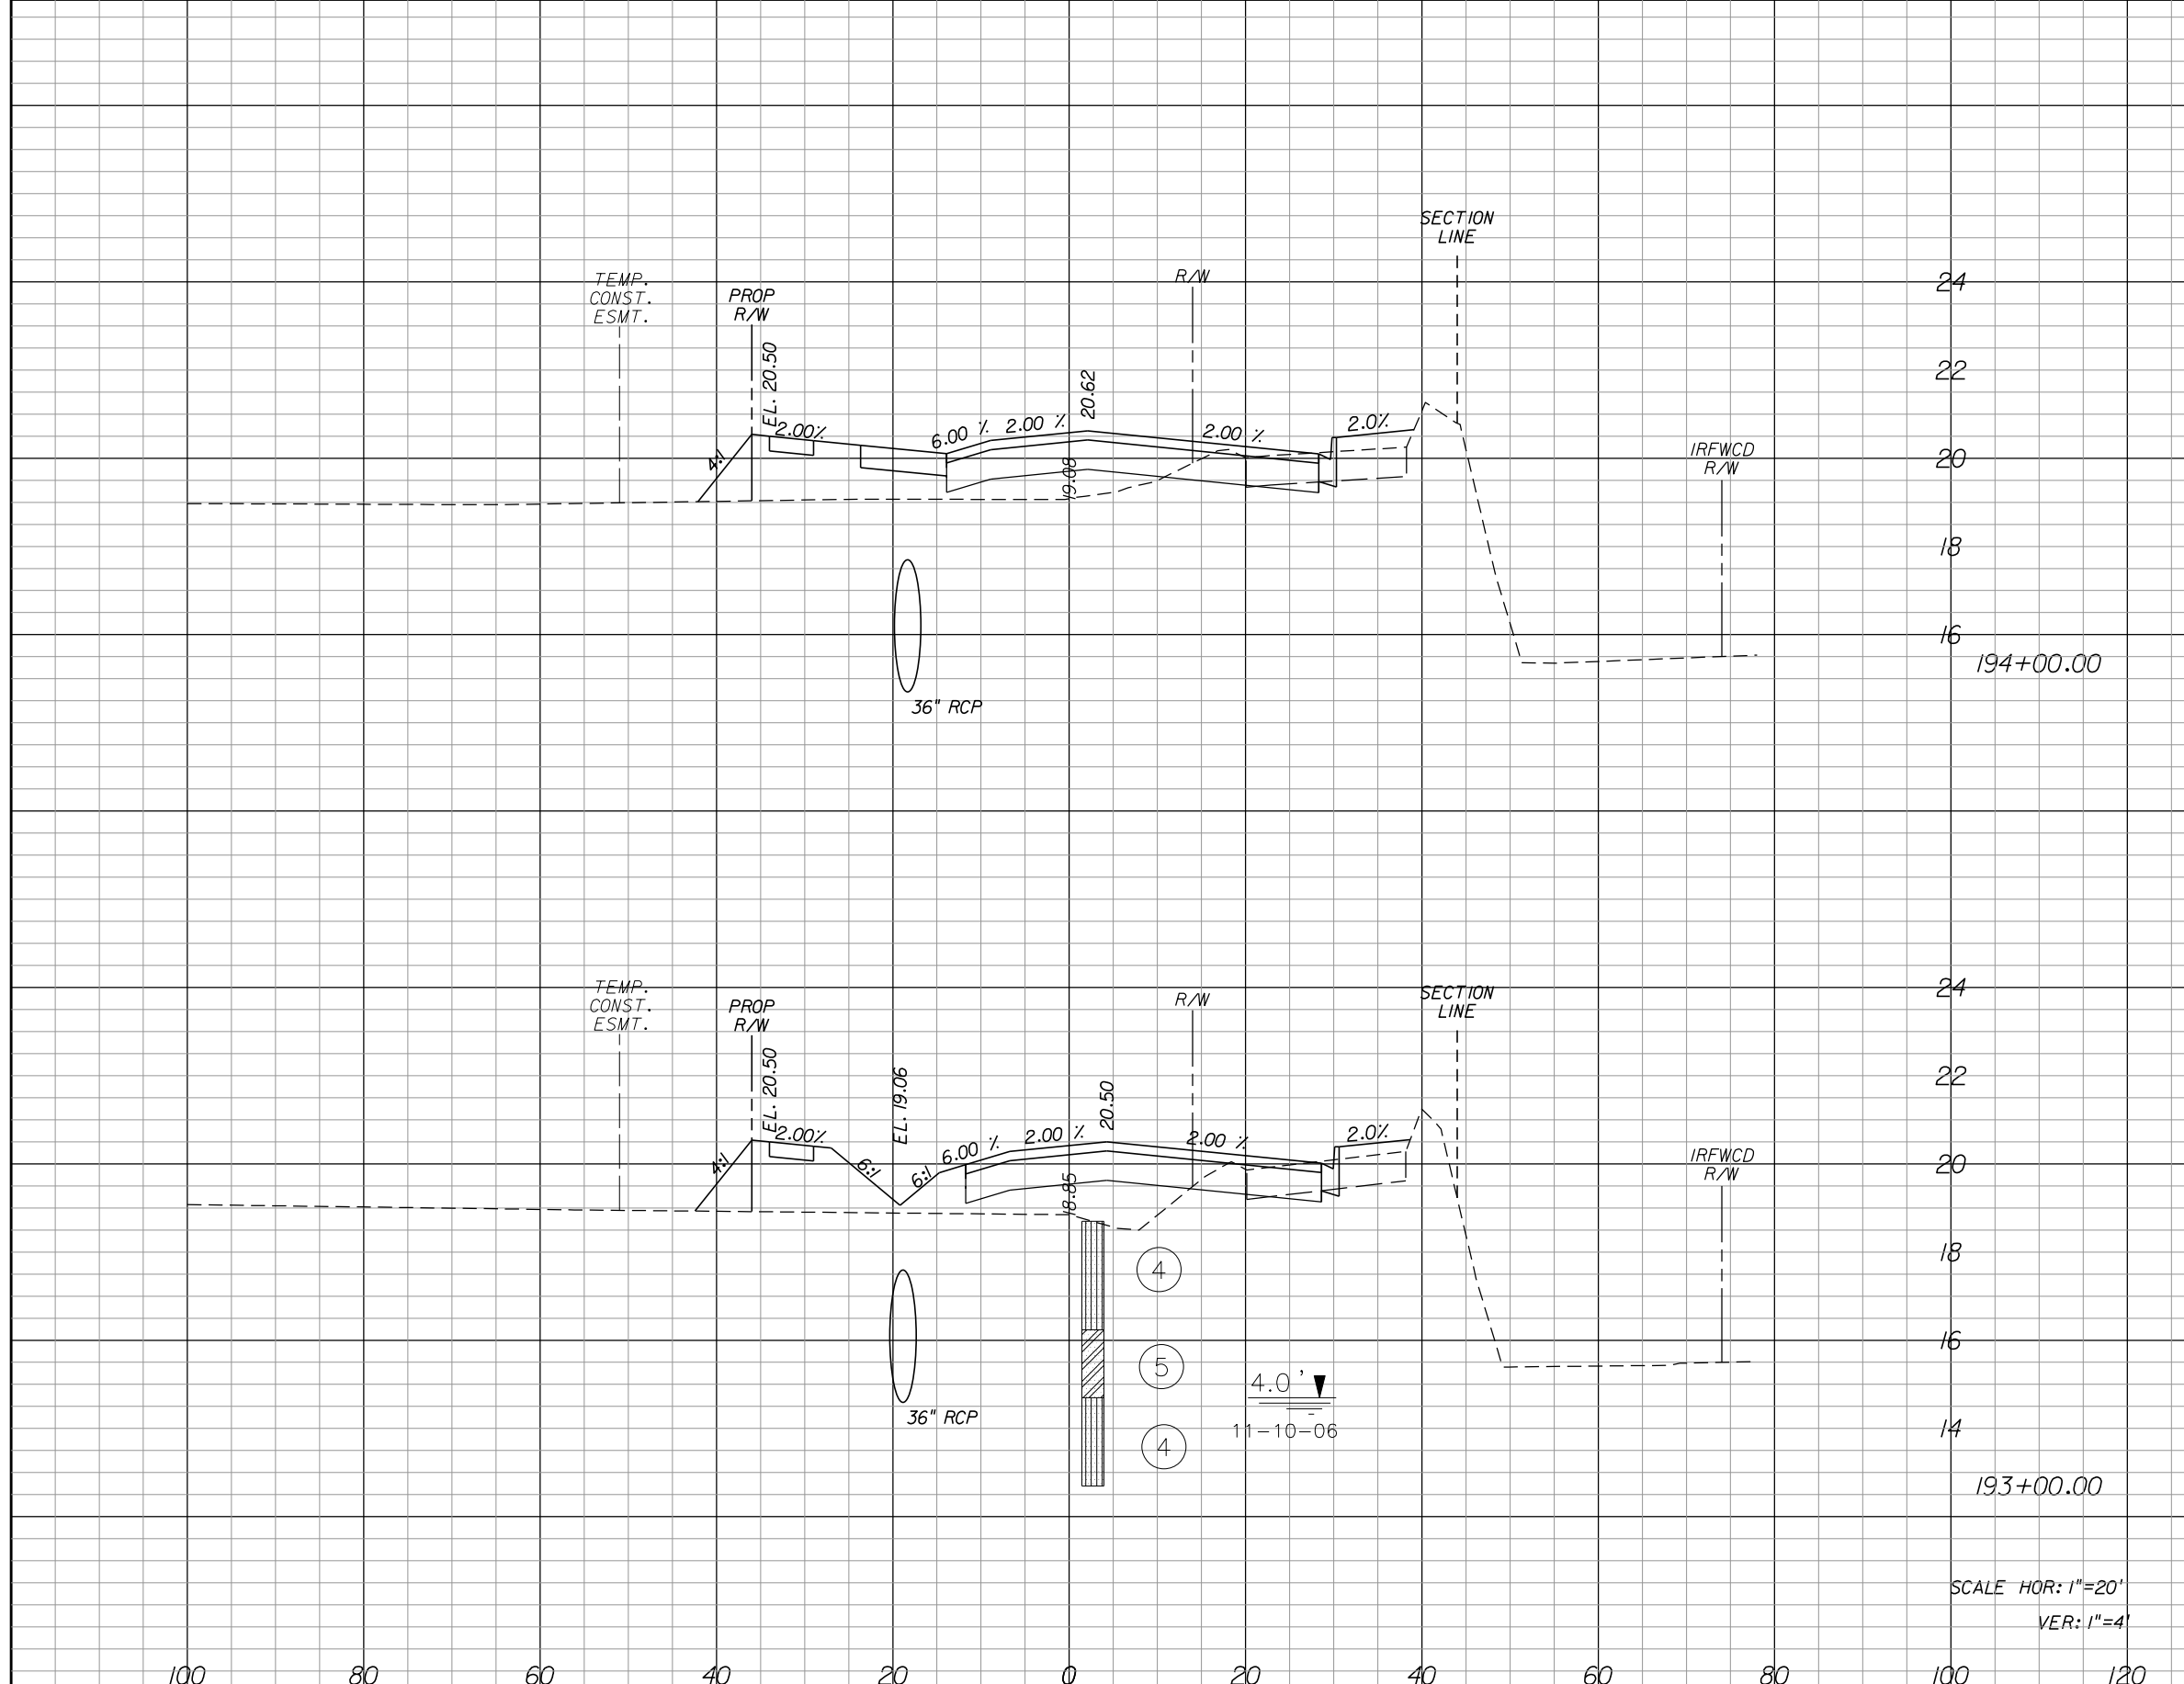 SECTION
LINE
TEMP.
CONST.
ESMT.
PROP
R/W
R/W
24
EL. 20.50
20.62
22
4:1
2.00%
6.00 %
2.00 %
2.00 %
2.0%
19.08
IRFWCD
R/W
20
18
16
194+00.00
36" RCP
TEMP.
CONST.
ESMT.
PROP
R/W
R/W
SECTION
LINE
24
EL. 20.50
EL. 19.06
20.50
22
4:1
2.00%
6:1
6:1
6.00 %
2.00 %
2.00 %
2.0%
18.85
IRFWCD
R/W
20
18
4
16
5
4.0'
11-10-06
36" RCP
14
4
193+00.00
SCALE HOR: 1"=20'
VER: 1"=4'
100 80 60 40 20 0 20 40 60 80 100 120